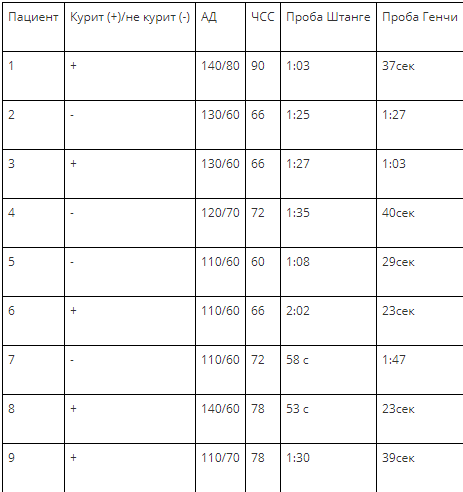 Пациент Курит (+)/не курит (-) АД ЧСС Проба Штанге Проба Генчи
1 + 140/80 90 1:03 37сек
2 - 130/60 66 1:25 1:27
3 + 130/60 66 1:27 1:03
4 - 120/70 72 1:35 40сек
5 - 110/60 60 1:08 29сек
6 + 110/60 66 2:02 23сек
7 - 110/60 72 58 с 1:47
8 + 140/60 78 53 с 23сек
9 + 110/70 78 1:30 39сек